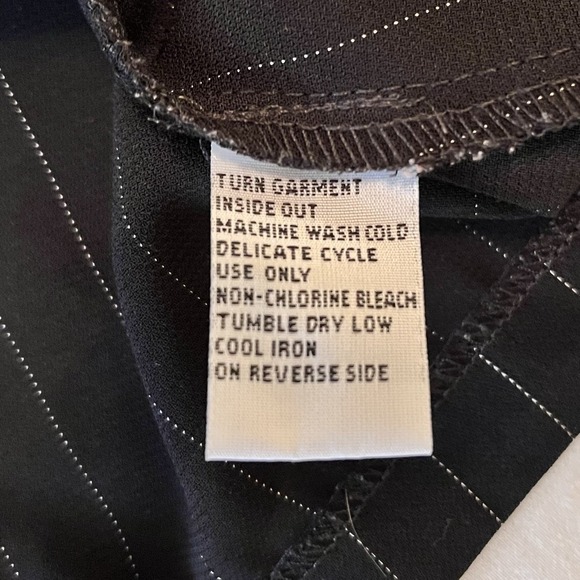 TURN GARMENT
INSIDE OUT
MACHINE WASH COLD
DELICATE CYCLE
USE ONLY
NON-CHLORINE BLEACH
TUMBLE DRY LOW
COOL IRON
ON REVERSE SIDE